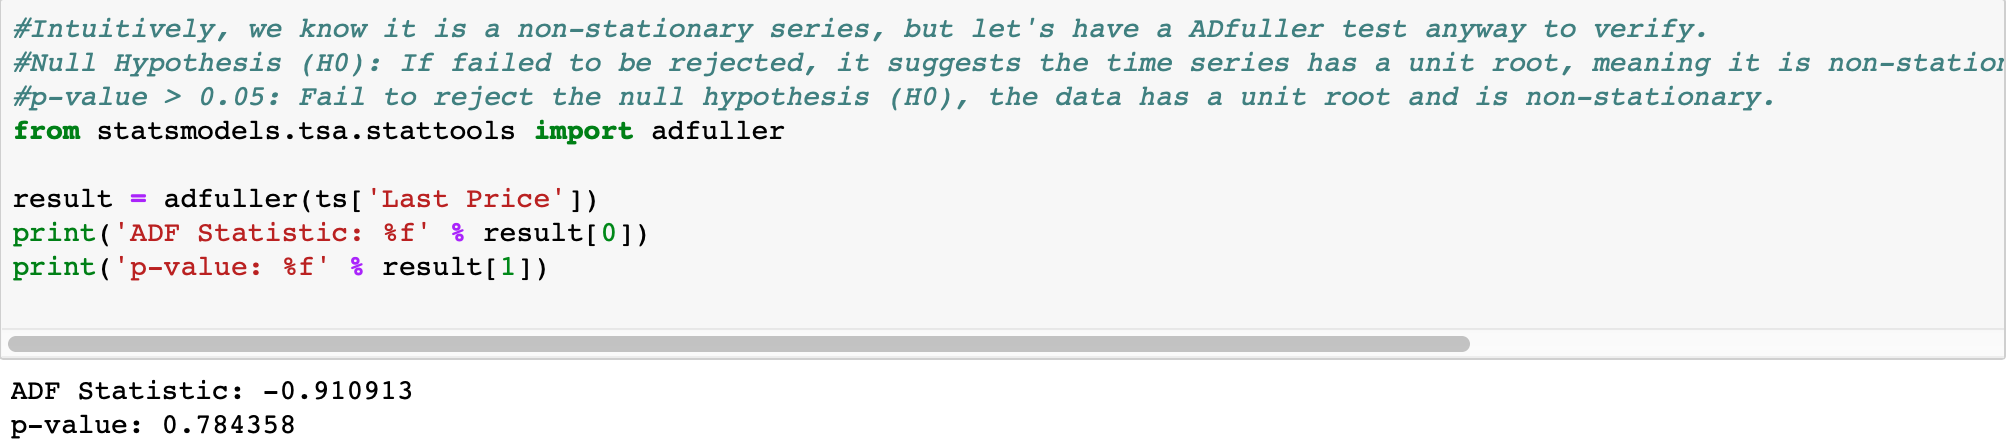 #Intuitively, we know it is a non-stationary series, but let's have a ADfuller test anyway to verify.
#Null Hypothesis (H0): If failed to be rejected, it suggests the time series has a unit root, meaning it is non-station
#p-value > 0.05: Fail to reject the null hypothesis (H0), the data has a unit root and is non-stationary.
from statsmodels.tsa.stattools import adfuller
result = adfuller(ts['Last Price'])
print('ADF Statistic: %f' % result[0])
print('p-value: %f' % result[1])
ADF Statistic: -0.910913
p-value: 0.784358